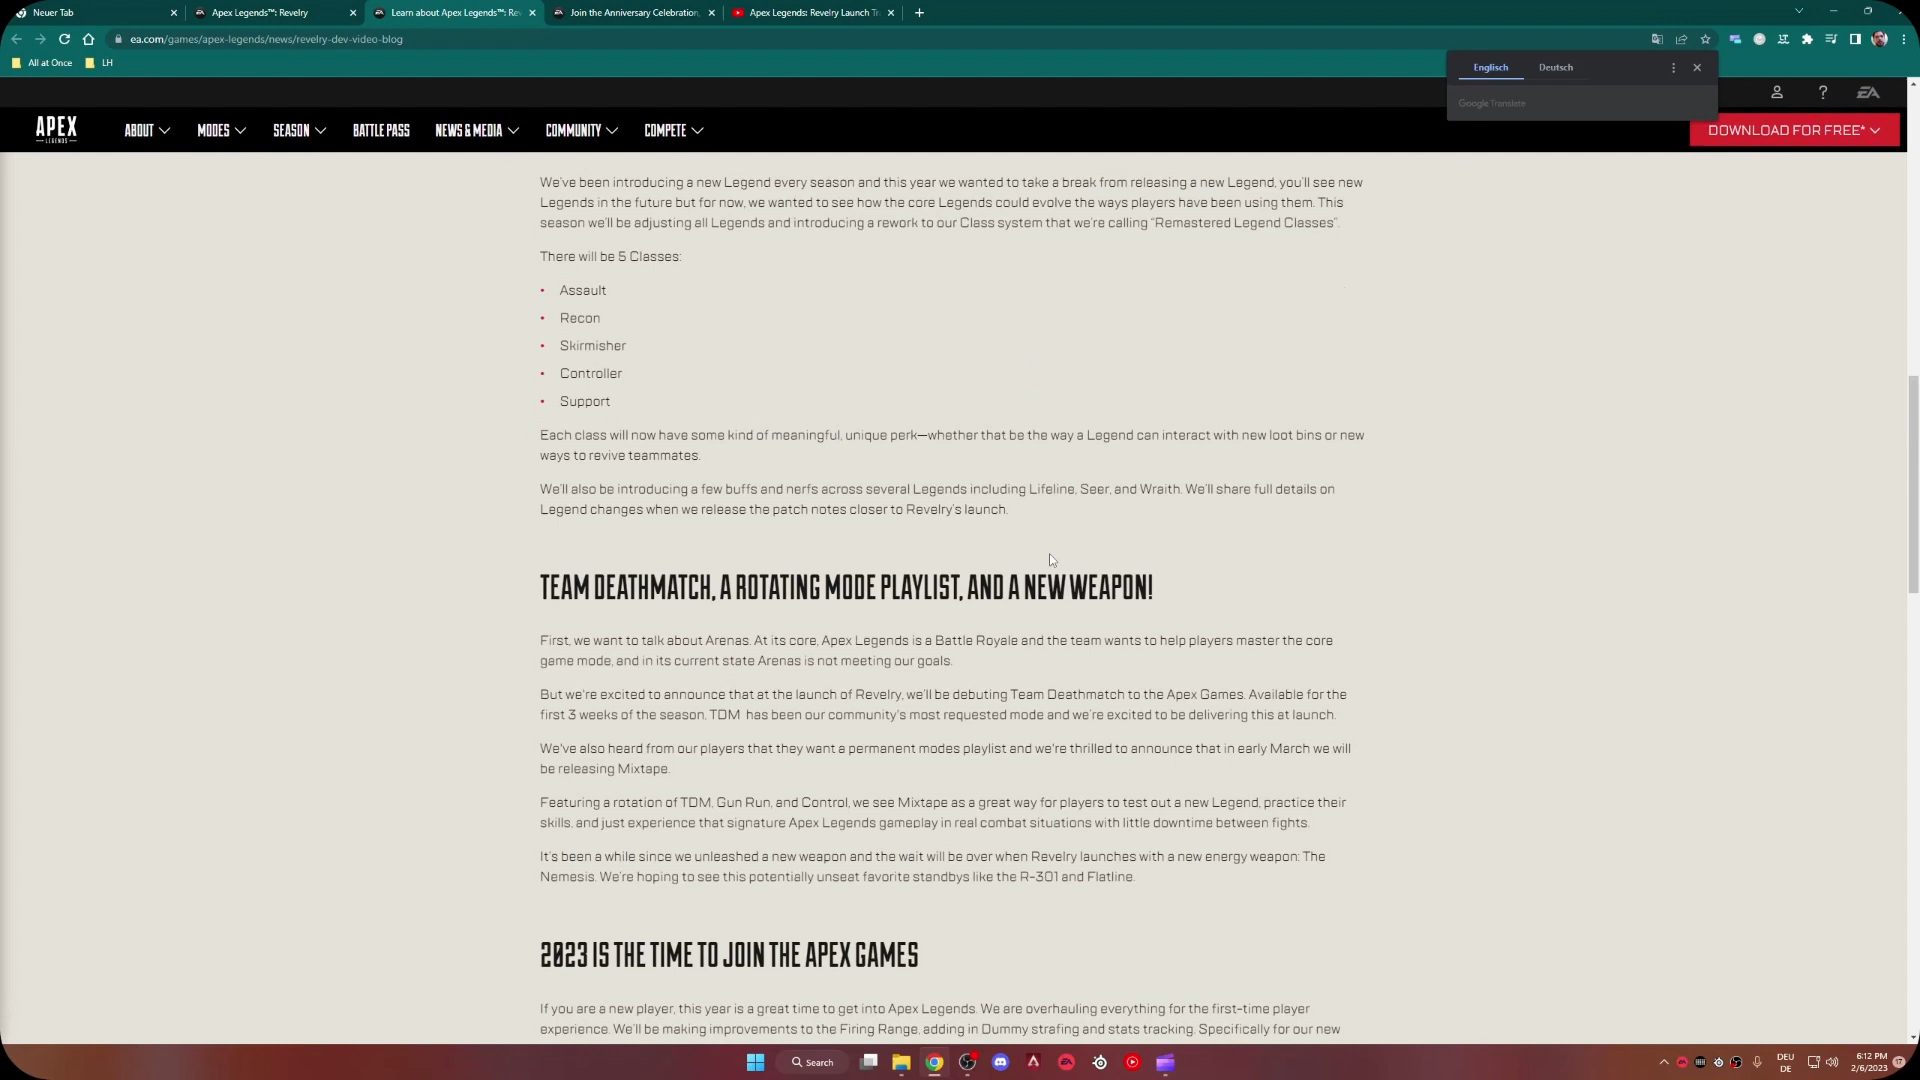 Neuer Tab
Apex Legends™: Revelry
Learn about Apex Legends™: Re
Join the Anniversary Celebration,
Apex Legends: Revelry Launch Tr
ea.com/games/apex-legends/news/revelry-dev-video-blog
All at Once
LH
Englisch
Deutsch
Google Translate
APEX
LEGENDS
ABOUT
MODES
SEASON
BATTLE PASS
NEWS & MEDIA
COMMUNITY
COMPETE
DOWNLOAD FOR FREE*
We've been introducing a new Legend every season and this year we wanted to take a break from releasing a new Legend, you'll see new
Legends in the future but for now, we wanted to see how the core Legends could evolve the ways players have been using them. This
season we'll be adjusting all Legends and introducing a rework to our Class system that we're calling "Remastered Legend Classes".
There will be 5 Classes:
• Assault
• Recon
• Skirmisher
• Controller
• Support
Each class will now have some kind of meaningful, unique perk—whether that be the way a Legend can interact with new loot bins or new
ways to revive teammates.
We'll also be introducing a few buffs and nerfs across several Legends including Lifeline, Seer, and Wraith. We'll share full details on
Legend changes when we release the patch notes closer to Revelry's launch.
TEAM DEATHMATCH, A ROTATING MODE PLAYLIST, AND A NEW WEAPON!
First, we want to talk about Arenas. At its core, Apex Legends is a Battle Royale and the team wants to help players master the core
game mode, and in its current state Arenas is not meeting our goals.
But we're excited to announce that at the launch of Revelry, we'll be debuting Team Deathmatch to the Apex Games. Available for the
first 3 weeks of the season, TDM has been our community's most requested mode and we're excited to be delivering this at launch.
We've also heard from our players that they want a permanent modes playlist and we're thrilled to announce that in early March we will
be releasing Mixtape.
Featuring a rotation of TDM, Gun Run, and Control, we see Mixtape as a great way for players to test out a new Legend, practice their
skills, and just experience that signature Apex Legends gameplay in real combat situations with little downtime between fights.
It's been a while since we unleashed a new weapon and the wait will be over when Revelry launches with a new energy weapon: The
Nemesis. We're hoping to see this potentially unseat favorite standbys like the R-301 and Flatline.
2023 IS THE TIME TO JOIN THE APEX GAMES
If you are a new player, this year is a great time to get into Apex Legends. We are overhauling everything for the first-time player
experience. We'll be making improvements to the Firing Range, adding in Dummy strafing and stats tracking. Specifically for our new
Search
DEU
DE
6:12 PM
2/6/2023